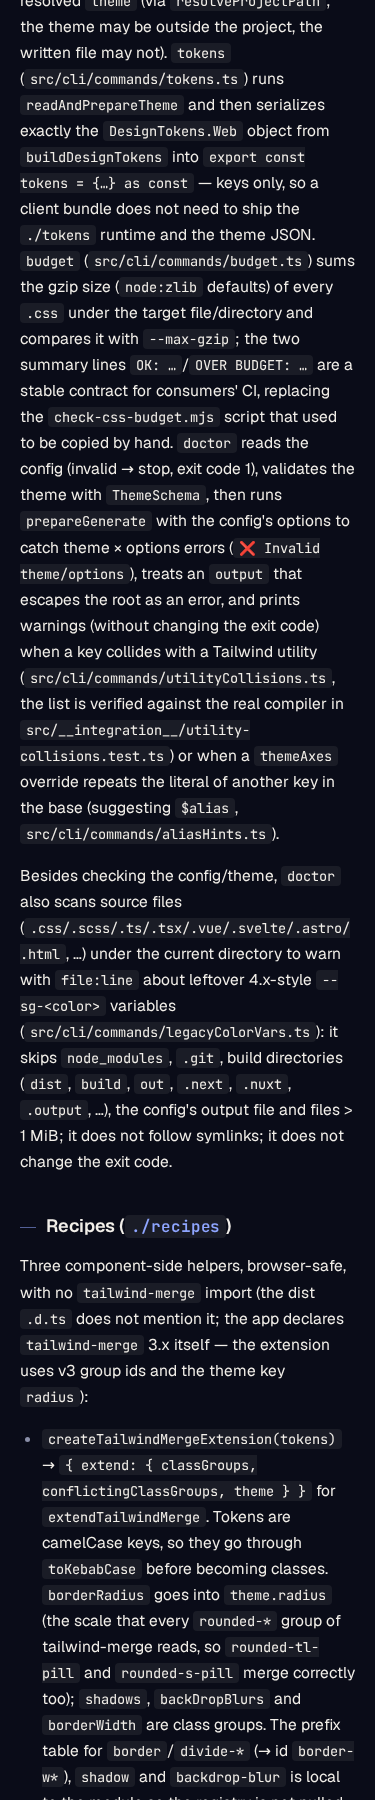 resolved theme (via resolveProjectPath,
the theme may be outside the project, the
written file may not). tokens
(src/cli/commands/tokens.ts) runs
readAndPrepareTheme and then serializes
exactly the DesignTokens.Web object from
buildDesignTokens into export const
tokens = {…} as const — keys only, so a
client bundle does not need to ship the
./tokens runtime and the theme JSON.
budget (src/cli/commands/budget.ts) sums
the gzip size (node:zlib defaults) of every
.css under the target file/directory and
compares it with --max-gzip; the two
summary lines OK: …/OVER BUDGET: … are a
stable contract for consumers' CI, replacing
the check-css-budget.mjs script that used
to be copied by hand. doctor reads the
config (invalid → stop, exit code 1), validates the
theme with ThemeSchema, then runs
prepareGenerate with the config's options to
catch theme × options errors (❌ Invalid
theme/options), treats an output that
escapes the root as an error, and prints
warnings (without changing the exit code)
when a key collides with a Tailwind utility
(src/cli/commands/utilityCollisions.ts,
the list is verified against the real compiler in
src/__integration__/utility-
collisions.test.ts) or when a themeAxes
override repeats the literal of another key in
the base (suggesting $alias,
src/cli/commands/aliasHints.ts).
Besides checking the config/theme, doctor
also scans source files
(.css/.scss/.ts/.tsx/.vue/.svelte/.astro/
.html, …) under the current directory to warn
with file:line about leftover 4.x-style --
sg-<color> variables
(src/cli/commands/legacyColorVars.ts): it
skips node_modules, .git, build directories
(dist, build, out, .next, .nuxt,
.output, …), the config's output file and files >
1 MiB; it does not follow symlinks; it does not
change the exit code.
— Recipes (./recipes)
Three component-side helpers, browser-safe,
with no tailwind-merge import (the dist
.d.ts does not mention it; the app declares
tailwind-merge 3.x itself — the extension
uses v3 group ids and the theme key
radius):
• createTailwindMergeExtension(tokens)
→ { extend: { classGroups,
conflictingClassGroups, theme } } for
extendTailwindMerge. Tokens are
camelCase keys, so they go through
toKebabCase before becoming classes.
borderRadius goes into theme.radius
(the scale that every rounded-* group of
tailwind-merge reads, so rounded-tl-
pill and rounded-s-pill merge correctly
too); shadows, backDropBlurs and
borderWidth are class groups. The prefix
table for border/divide-* (→ id border-
w*), shadow and backdrop-blur is local